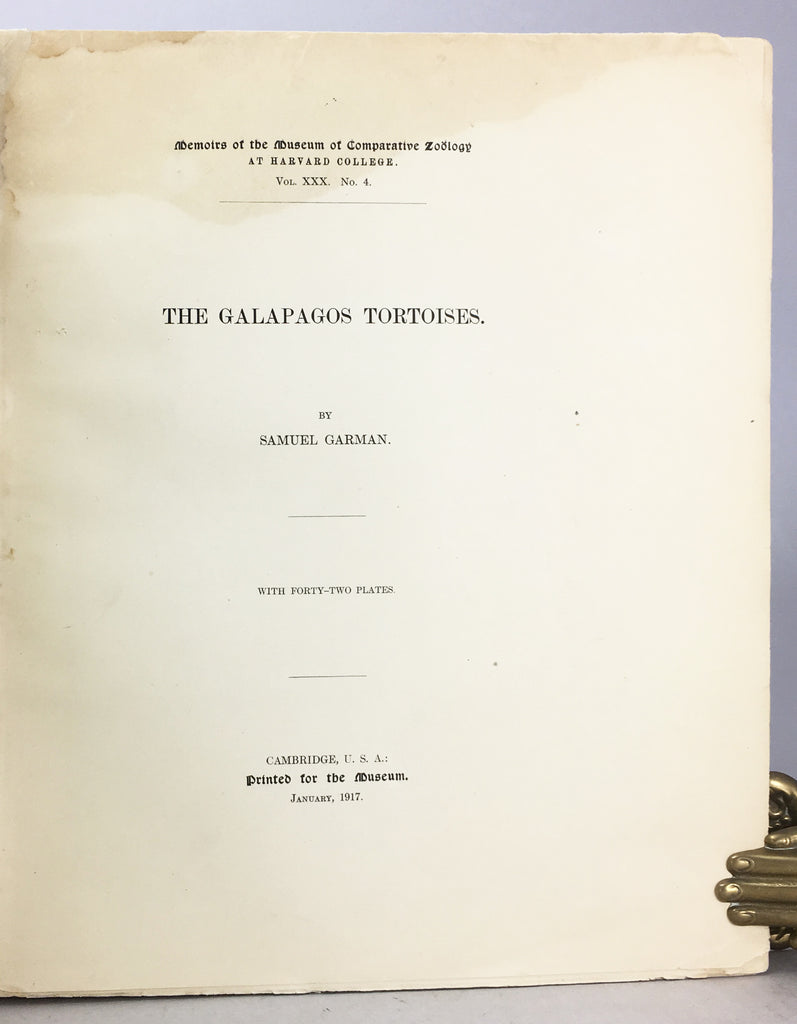 Memoirs of the Museum of Comparative Zoölogy
AT HARVARD COLLEGE.
VOL. XXX. No. 4.
THE GALAPAGOS TORTOISES.
BY
SAMUEL GARMAN.
WITH FORTY-TWO PLATES.
CAMBRIDGE, U. S. A.:
Printed for the Museum.
JANUARY, 1917.